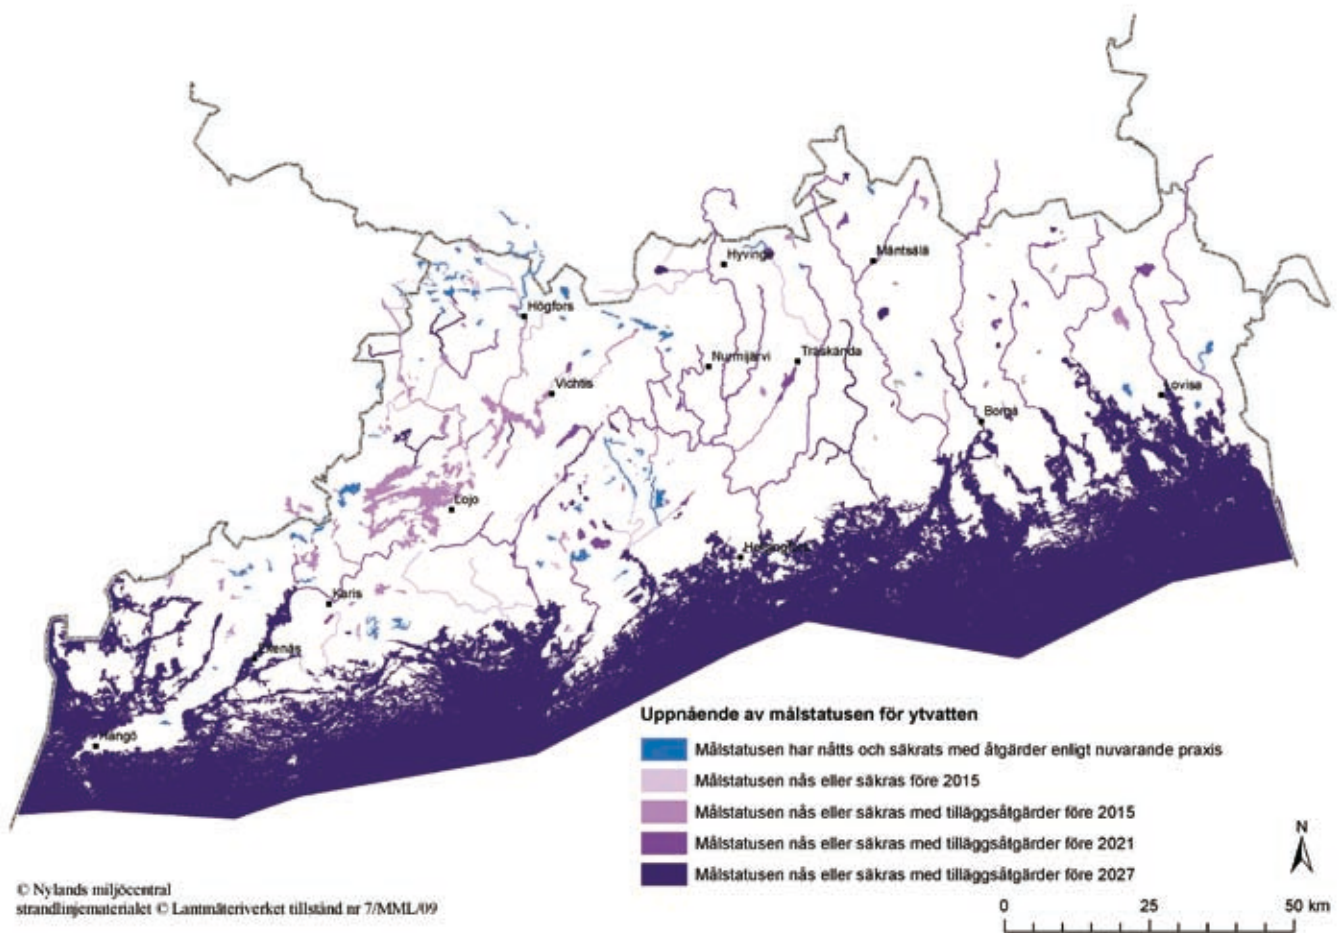 Hyvinge
Mäntsälä
Högfors
Nurmijärvi
Träskända
Vichtis
Lovisa
Borgå
Lojo
Helsingfors
Karis
Ekenäs
Hangö
Uppnående av målstatusen för ytvatten
Målstatusen har nåtts och säkrats med åtgärder enligt nuvarande praxis
Målstatusen nås eller säkras före 2015
Målstatusen nås eller säkras med tilläggsåtgärder före 2015
Målstatusen nås eller säkras med tilläggsåtgärder före 2021
Målstatusen nås eller säkras med tilläggsåtgärder före 2027
N
© Nylands miljöcentral
strandlinjematerialet © Lantmäteriverket tillstånd nr 7/MML/09
0 25 50 km